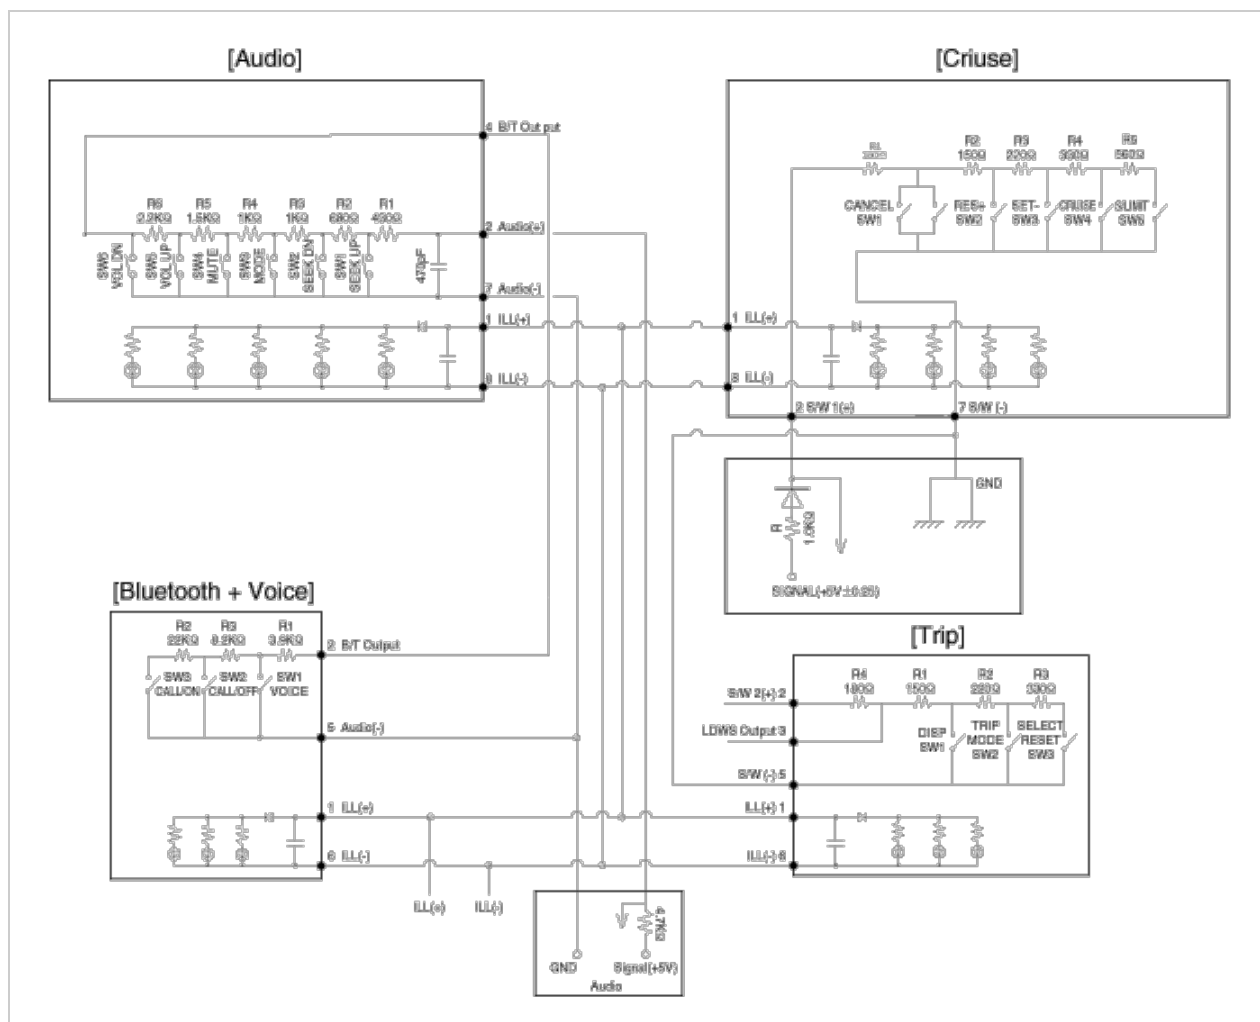 [Audio]
[Criuse]
4 B/T Out put
R6
2.2KΩ
R5
1.5KΩ
R4
1KΩ
R3
1KΩ
R2
680Ω
R1
430Ω
2 Audio(+)
VOL DN
SW5
VOL UP
SW4
MUTE
SW3
MODE
SW2
SEEK DN
SW1
SEEK UP
470pF
7 Audio(-)
1 ILL(+)
8 ILL(-)
R1
R2
150Ω
R3
220Ω
R4
330Ω
R5
560Ω
CANCEL
SW1
RES+
SW2
SET-
SW3
CRUISE
SW4
SW5
1 ILL(+)
8 ILL(-)
2 S/W 1(+)
7 S/W (-)
GND
R
SIGNAL(+5V±0.25)
[Bluetooth + Voice]
R2
22KΩ
R3
8.2KΩ
R1
3.9KΩ
2 B/T Output
SW3
CALL/ON
SW2
CALL/OFF
SW1
VOICE
5 Audio(-)
1 ILL(+)
6 ILL(-)
ILL(+)
ILL(-)
[Trip]
R4
180Ω
R1
150Ω
R2
220Ω
R3
330Ω
S/W 2(+) 2
LDWS Output 3
DISP
SW1
TRIP
MODE
SW2
SELECT
RESET
SW3
S/W (-) 5
ILL(+) 1
ILL(-) 6
4.7KΩ
GND
Signal(+5V)
Audio